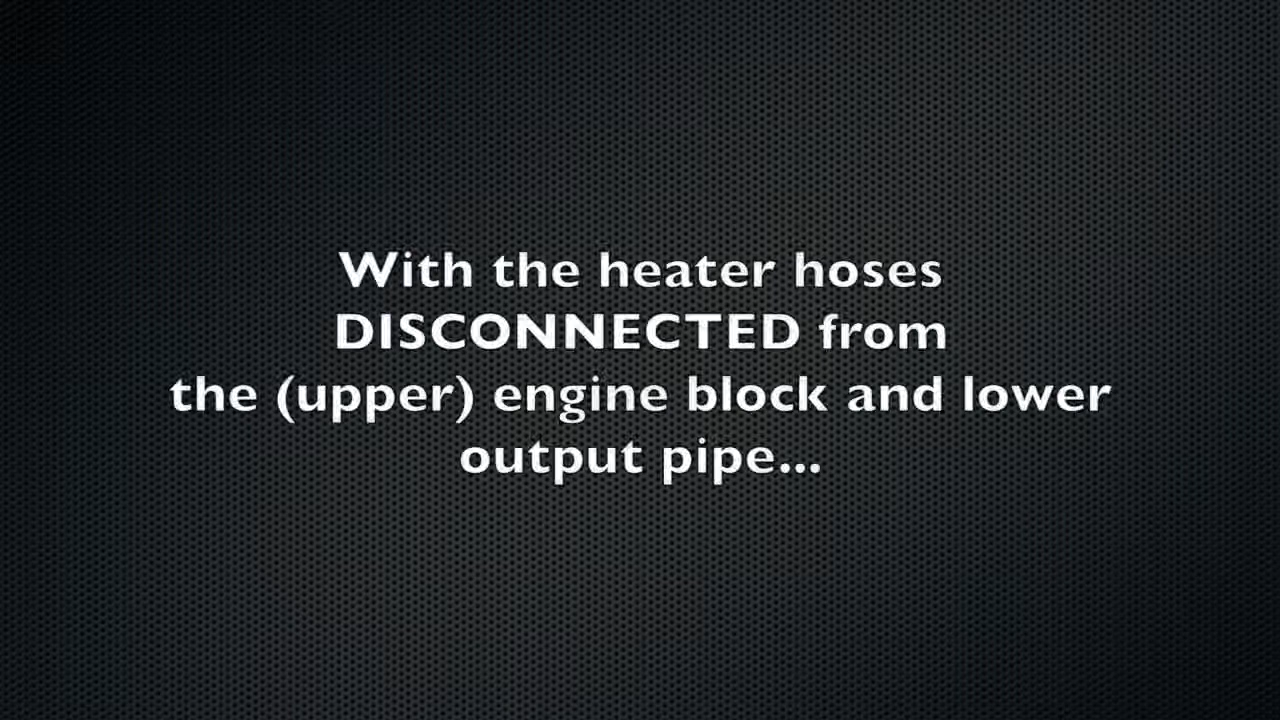 With the heater hoses
DISCONNECTED from
the (upper) engine block and lower
output pipe...